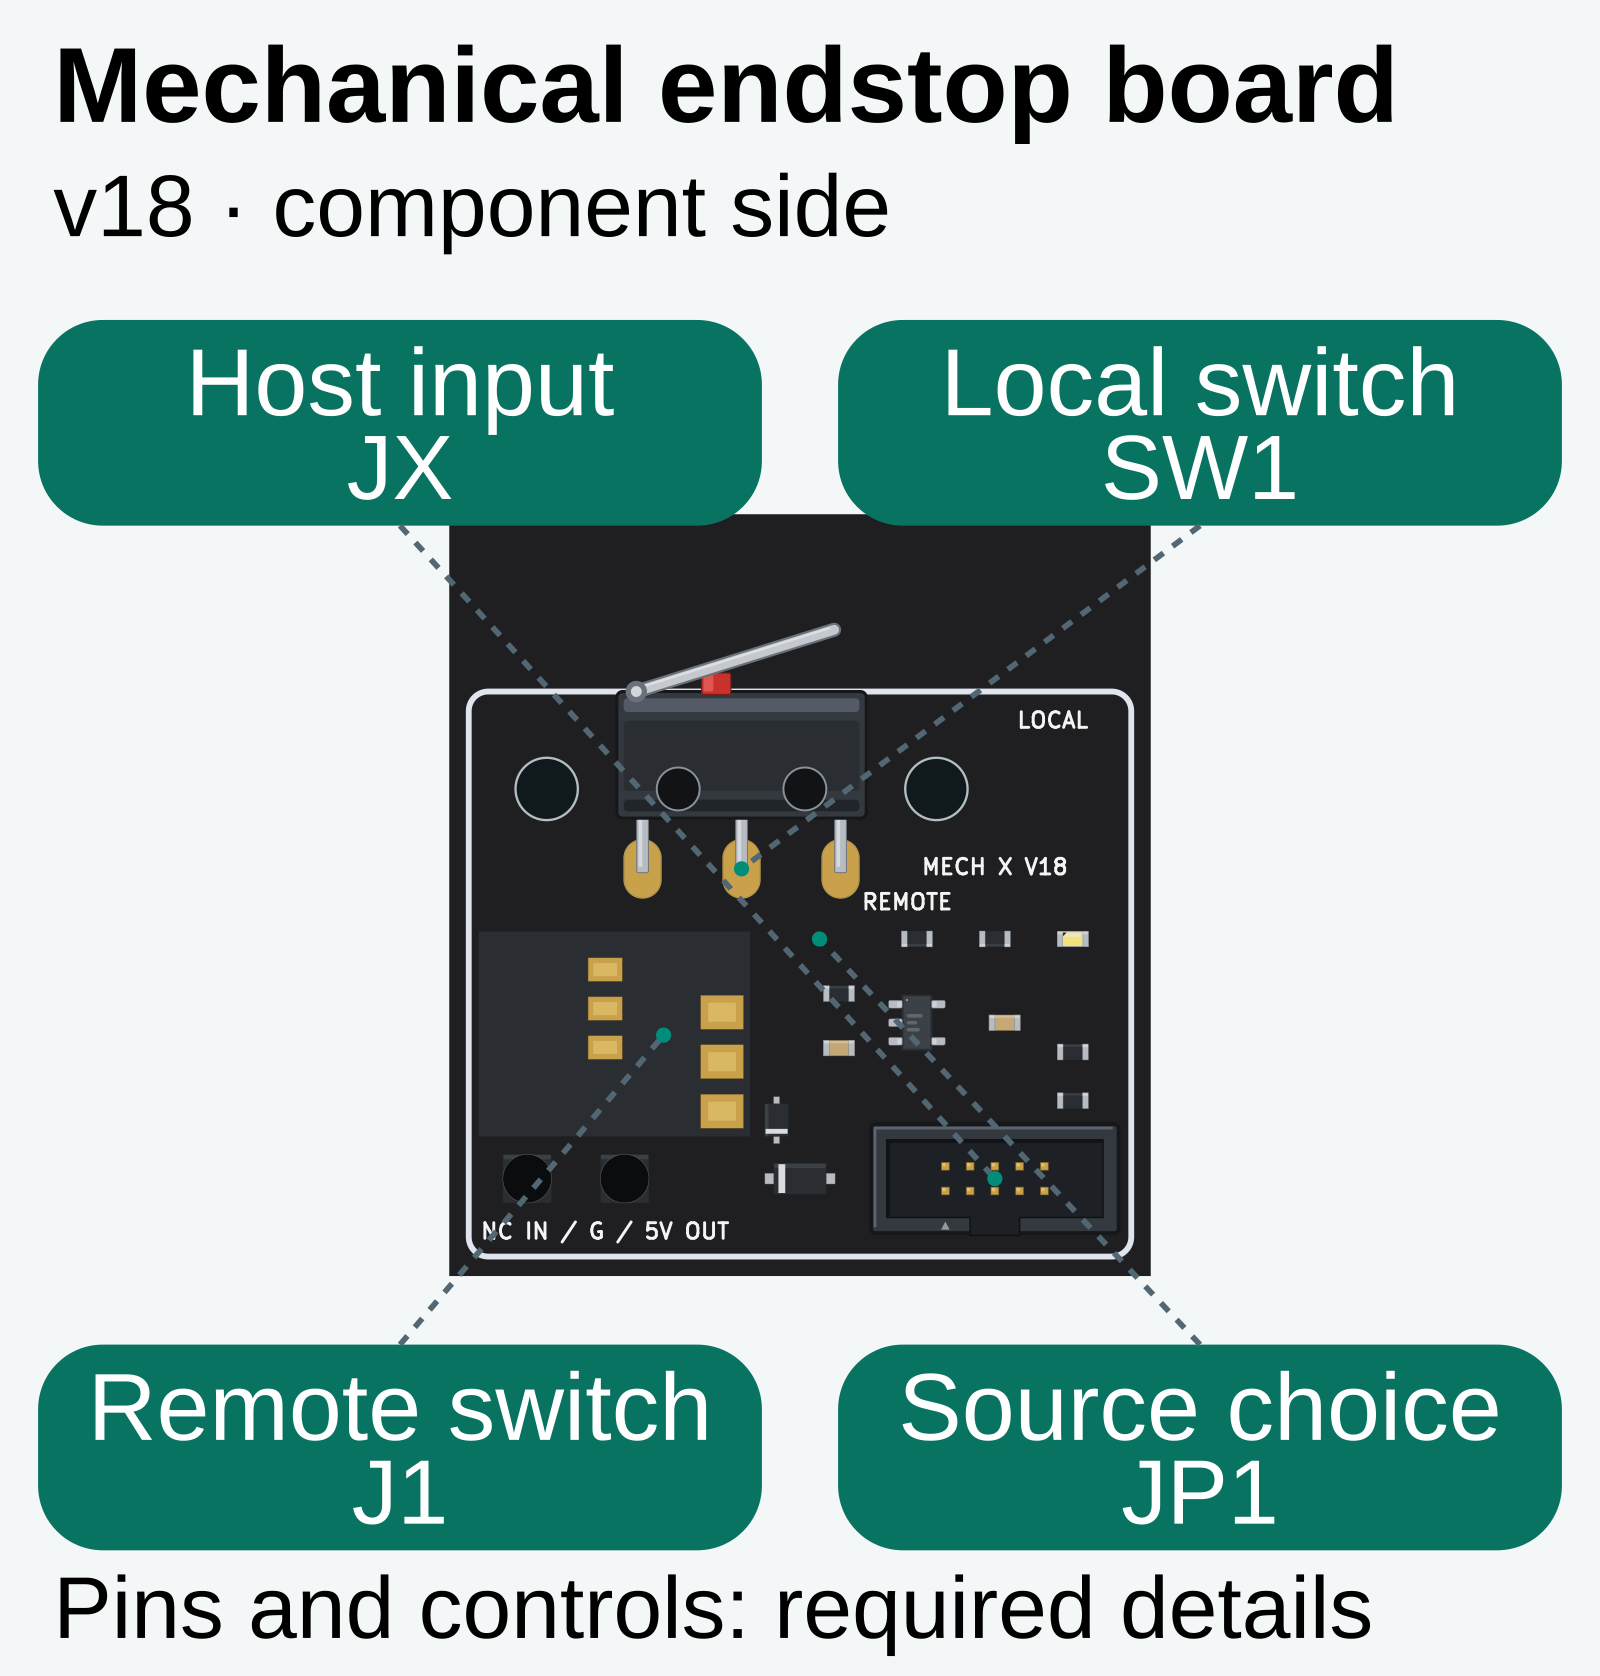 Mechanical endstop board
v18 · component side
Host input
JX
Local switch
SW1
LOCAL
MECH X V18
REMOTE
NC IN / G / 5V OUT
Remote switch
J1
Source choice
JP1
Pins and controls: required details